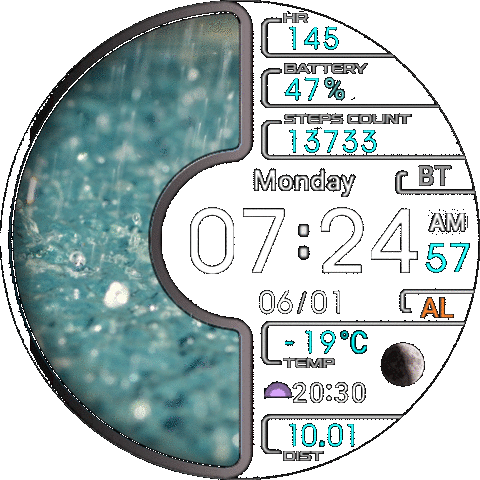 HR
145
BATTERY
47%
STEPS COUNT
13733
Monday
BT
07:24
AM
57
06/01
AL
-19°C
TEMP
20:30
10.01
DIST